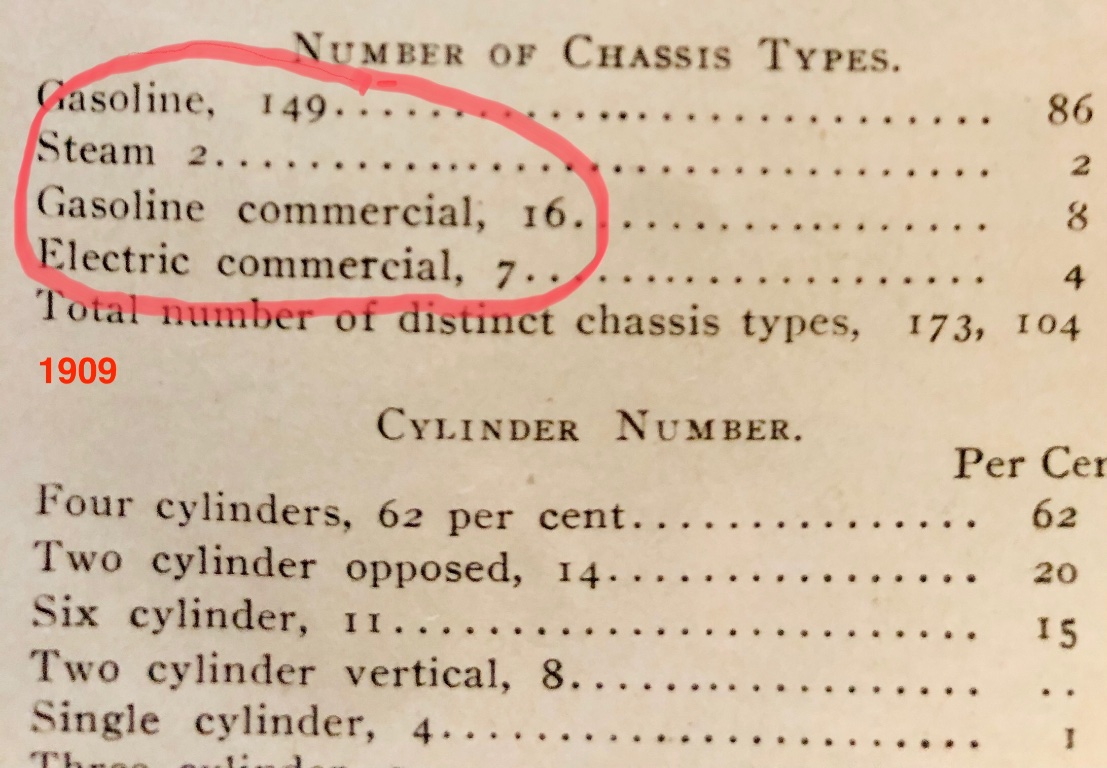 NUMBER OF CHASSIS TYPES.
Gasoline, 149................................ 86
Steam 2................................ 2
Gasoline commercial, 16................. 8
Electric commercial, 7................... 4
Total number of distinct chassis types, 173, 104
1909
CYLINDER NUMBER.
Per Cen
Four cylinders, 62 per cent............... 62
Two cylinder opposed, 14................ 20
Six cylinder, 11......................... 15
Two cylinder vertical, 8.................. ..
Single cylinder, 4........................ 1
Three cylinder,